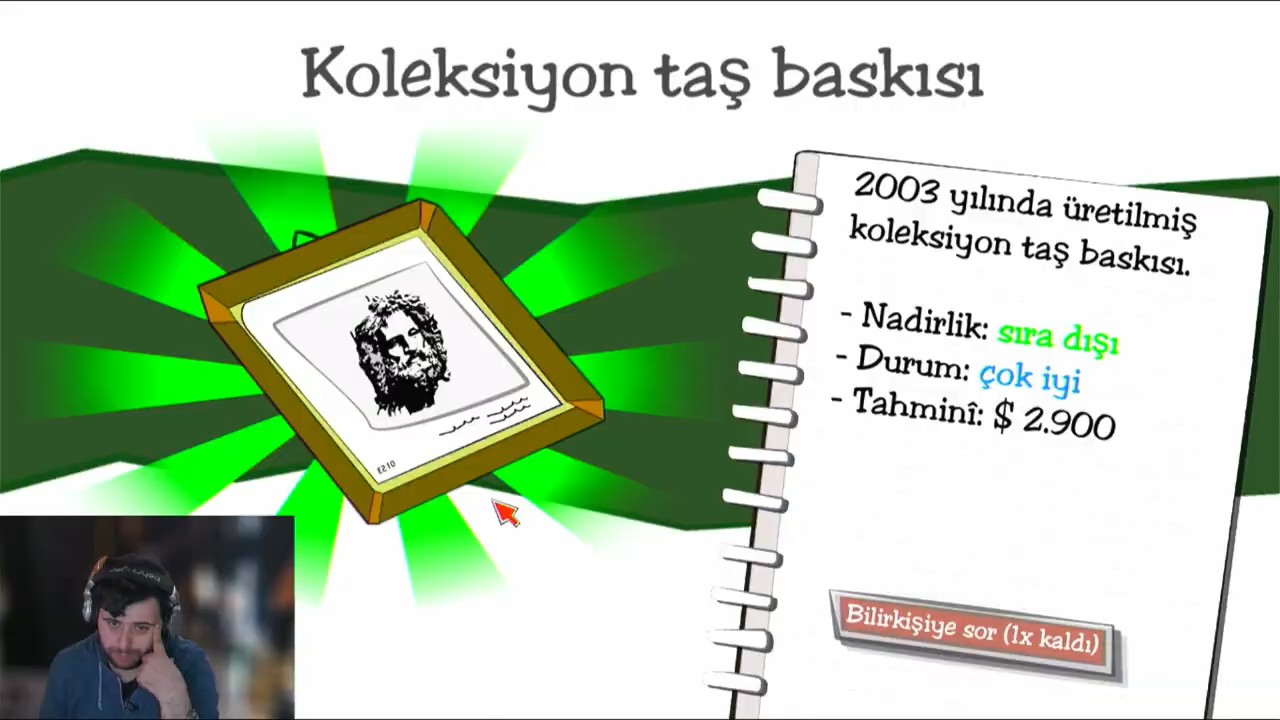 Koleksiyon taş baskısı
2003 yılında üretilmiş
koleksiyon taş baskısı.
- Nadirlik: sıra dışı
- Durum: çok iyi
- Tahminî: $ 2.900
Bilirkişiye sor (1x kaldı)